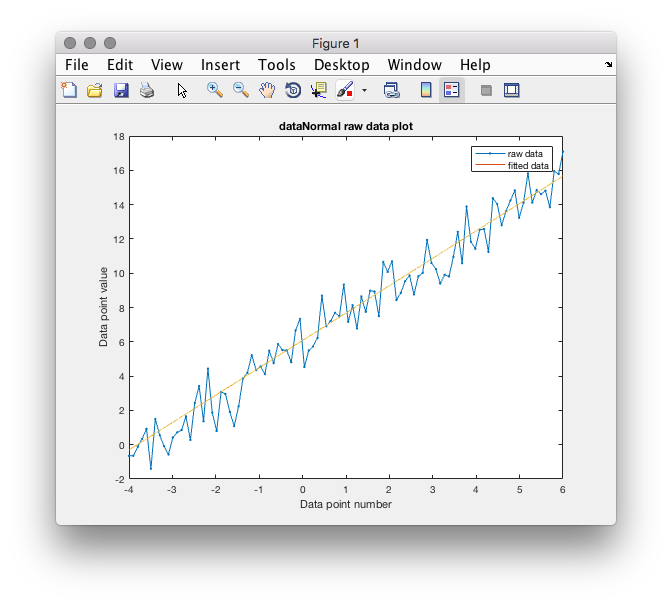 Figure 1
File Edit View Insert Tools Desktop Window Help
dataNormal raw data plot
raw data
fitted data
Data point value
18
16
14
12
10
8
6
4
2
0
-2
-4 -3 -2 -1 0 1 2 3 4 5 6
Data point number